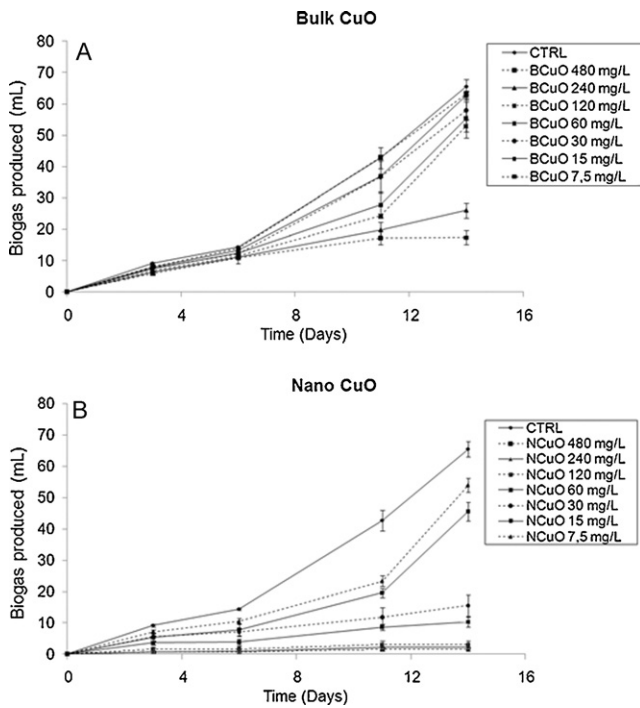 Bulk CuO
A
80
70
60
50
40
30
20
10
0
Biogas produced (mL)
0 4 8 12 16
Time (Days)
CTRL
BCuO 480 mg/L
BCuO 240 mg/L
BCuO 120 mg/L
BCuO 60 mg/L
BCuO 30 mg/L
BCuO 15 mg/L
BCuO 7,5 mg/L
Nano CuO
B
80
70
60
50
40
30
20
10
0
Biogas produced (mL)
0 4 8 12 16
Time (Days)
CTRL
NCuO 480 mg/L
NCuO 240 mg/L
NCuO 120 mg/L
NCuO 60 mg/L
NCuO 30 mg/L
NCuO 15 mg/L
NCuO 7,5 mg/L